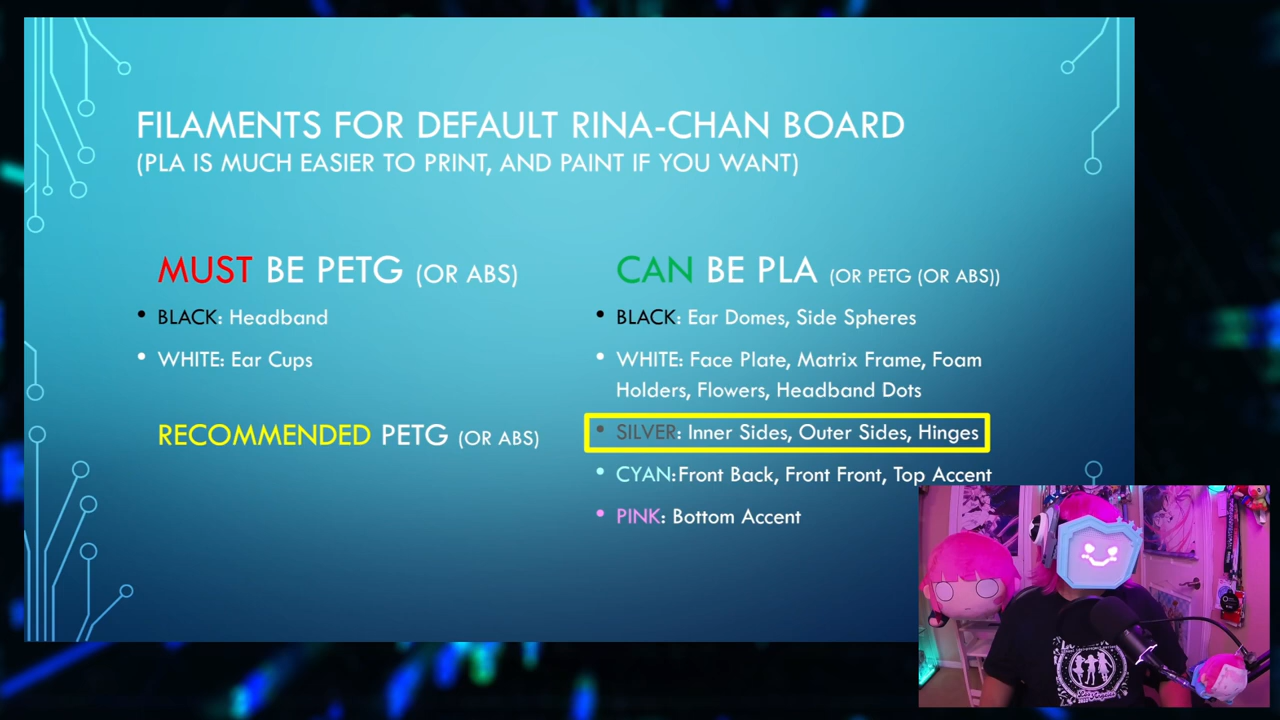 FILAMENTS FOR DEFAULT RINA-CHAN BOARD
(PLA IS MUCH EASIER TO PRINT, AND PAINT IF YOU WANT)
MUST BE PETG (OR ABS)
• BLACK: Headband
• WHITE: Ear Cups
RECOMMENDED PETG (OR ABS)
CAN BE PLA (OR PETG (OR ABS))
• BLACK: Ear Domes, Side Spheres
• WHITE: Face Plate, Matrix Frame, Foam
Holders, Flowers, Headband Dots
• SILVER: Inner Sides, Outer Sides, Hinges
• CYAN:Front Back, Front Front, Top Accent
• PINK: Bottom Accent